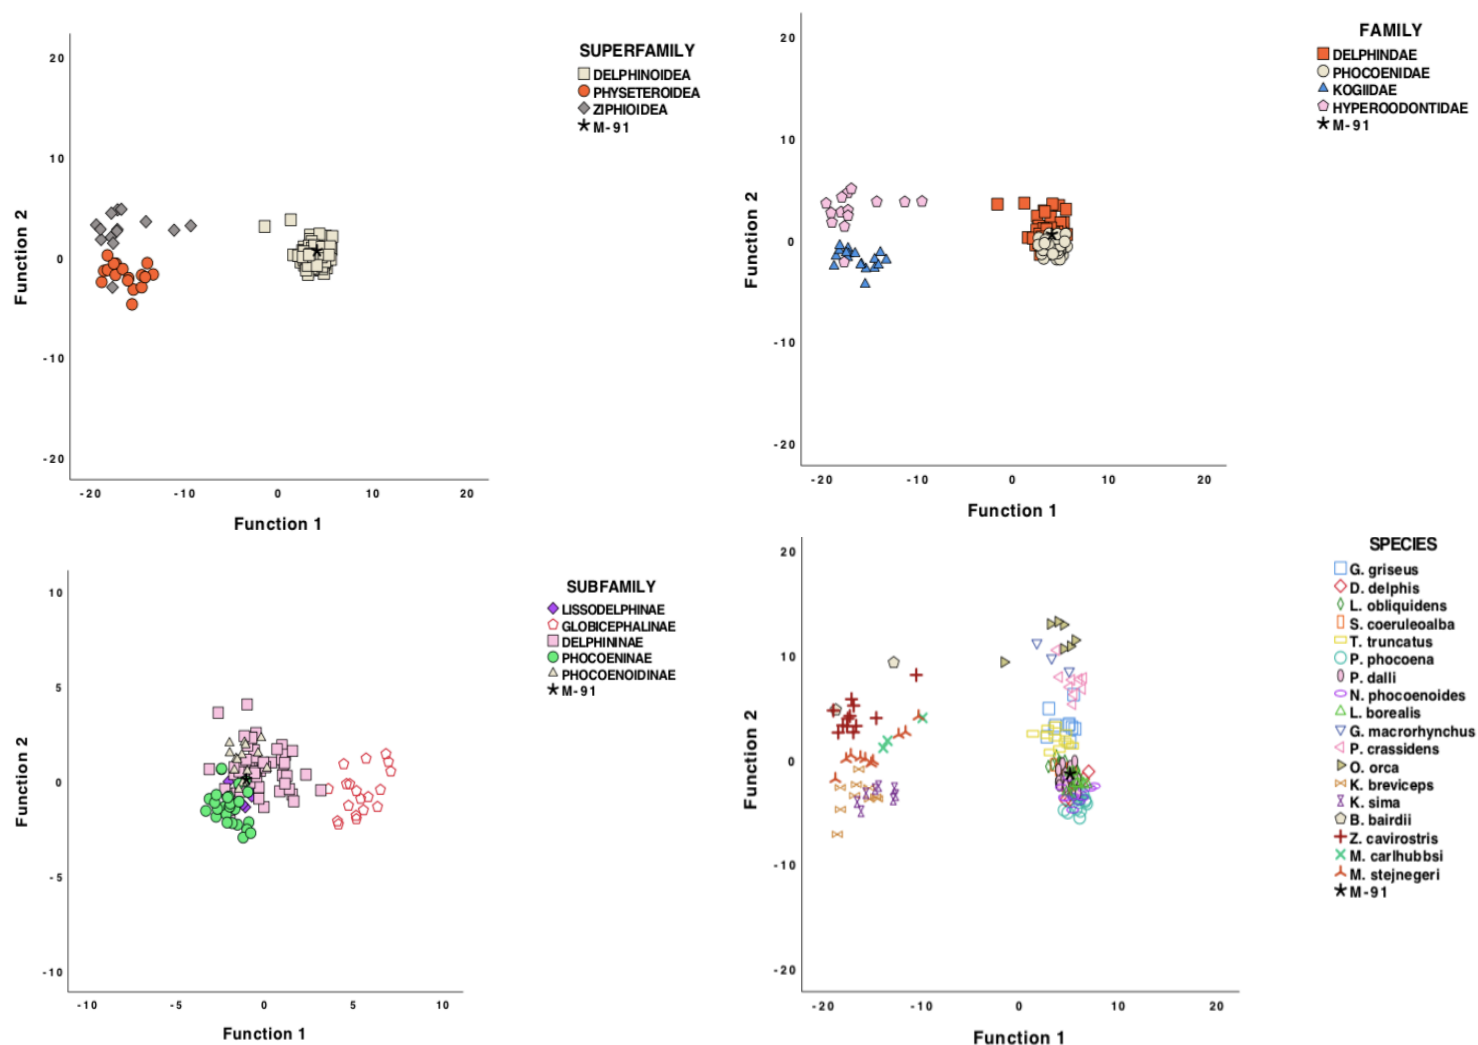 SUPERFAMILY
DELPHINOIDEA
PHYSETEROIDEA
ZIPHIOIDEA
M-91
20
10
0
-10
-20
Function 2
-20
-10
0
10
20
Function 1
FAMILY
DELPHINDAE
PHOCOENIDAE
KOGIIDAE
HYPEROODONTIDAE
M-91
20
10
0
-10
-20
Function 2
-20
-10
0
10
20
Function 1
SUBFAMILY
LISSODELPHINAE
GLOBICEPHALINAE
DELPHININAE
PHOCOENINAE
PHOCOENOIDINAE
M-91
10
5
0
-5
-10
Function 2
-10
-5
0
5
10
Function 1
SPECIES
G. griseus
D. delphis
L. obliquidens
S. coeruleoalba
T. truncatus
P. phocoena
P. dalli
N. phocoenoides
L. borealis
G. macrorhynchus
P. crassidens
O. orca
K. breviceps
K. sima
B. bairdii
Z. cavirostris
M. carlhubbsi
M. stejnegeri
M-91
20
10
0
-10
-20
Function 2
-20
-10
0
10
20
Function 1